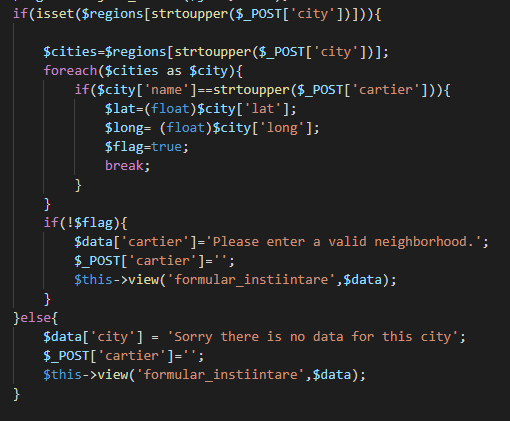 if(isset($regions[strtoupper($_POST['city'])])){
$cities=$regions[strtoupper($_POST['city'])];
foreach($cities as $city){
if($city['name']==strtoupper($_POST['cartier'])){
$lat=(float)$city['lat'];
$long= (float)$city['long'];
$flag=true;
break;
}
}
if(!$flag){
$data['cartier']='Please enter a valid neighborhood.';
$_POST['cartier']='';
$this->view('formular_instiintare',$data);
}
}else{
$data['city'] = 'Sorry there is no data for this city';
$_POST['cartier']='';
$this->view('formular_instiintare',$data);
}